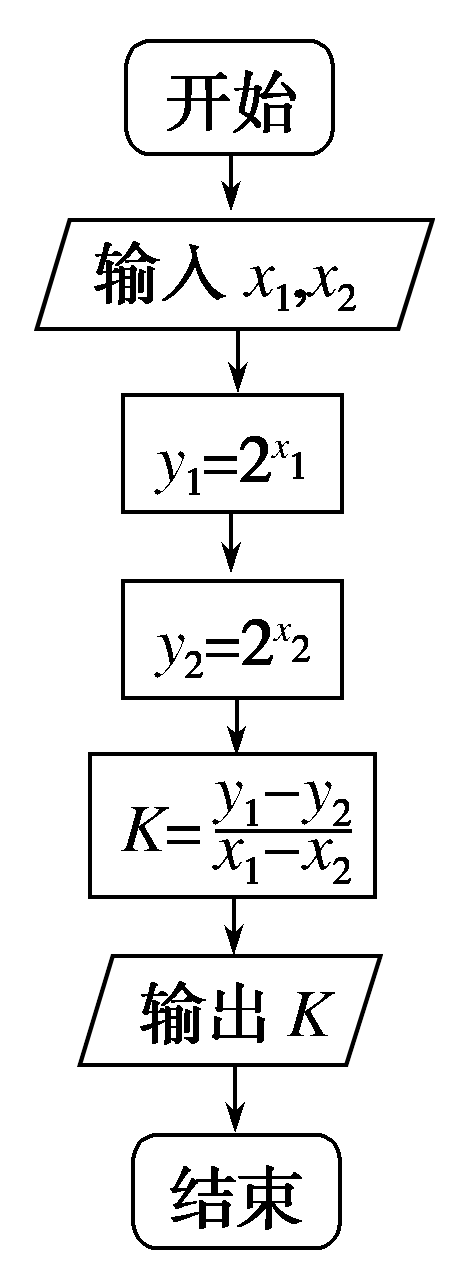 开始
输入 x₁,x₂
y₁=2^x₁
y₂=2^x₂
K=(y₁−y₂)/(x₁−x₂)
输出 K
结束